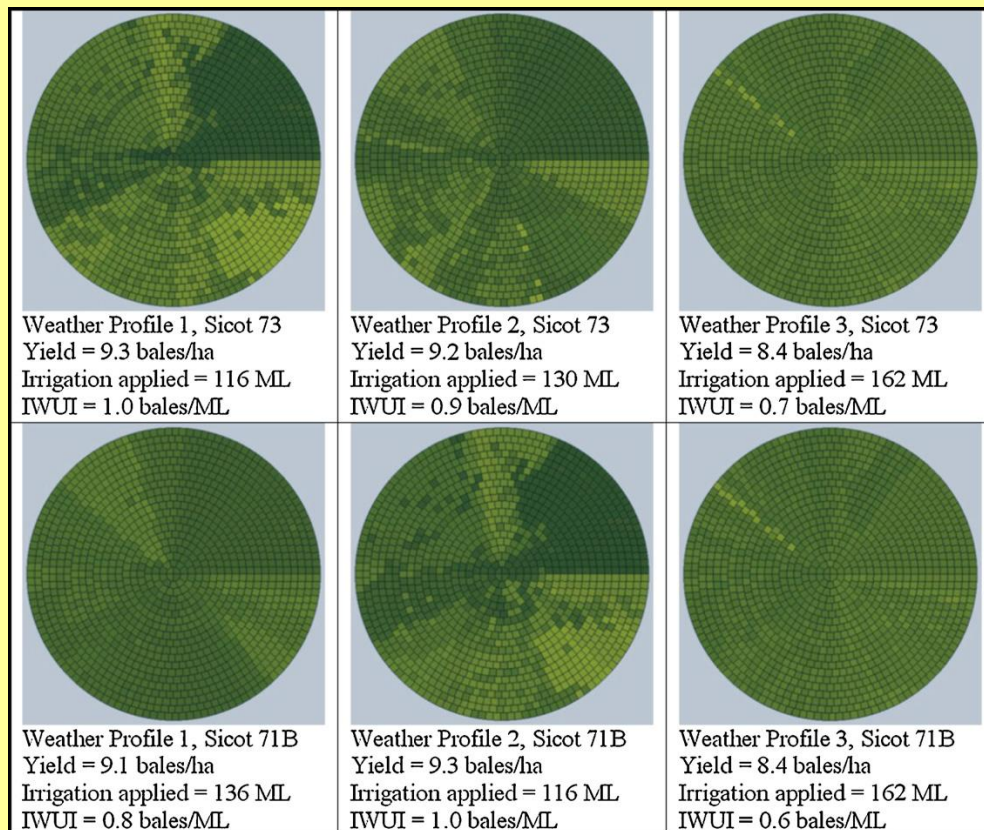 Weather Profile 1, Sicot 73
Yield = 9.3 bales/ha
Irrigation applied = 116 ML
IWUI = 1.0 bales/ML
Weather Profile 2, Sicot 73
Yield = 9.2 bales/ha
Irrigation applied = 130 ML
IWUI = 0.9 bales/ML
Weather Profile 3, Sicot 73
Yield = 8.4 bales/ha
Irrigation applied = 162 ML
IWUI = 0.7 bales/ML
Weather Profile 1, Sicot 71B
Yield = 9.1 bales/ha
Irrigation applied = 136 ML
IWUI = 0.8 bales/ML
Weather Profile 2, Sicot 71B
Yield = 9.3 bales/ha
Irrigation applied = 116 ML
IWUI = 1.0 bales/ML
Weather Profile 3, Sicot 71B
Yield = 8.4 bales/ha
Irrigation applied = 162 ML
IWUI = 0.6 bales/ML